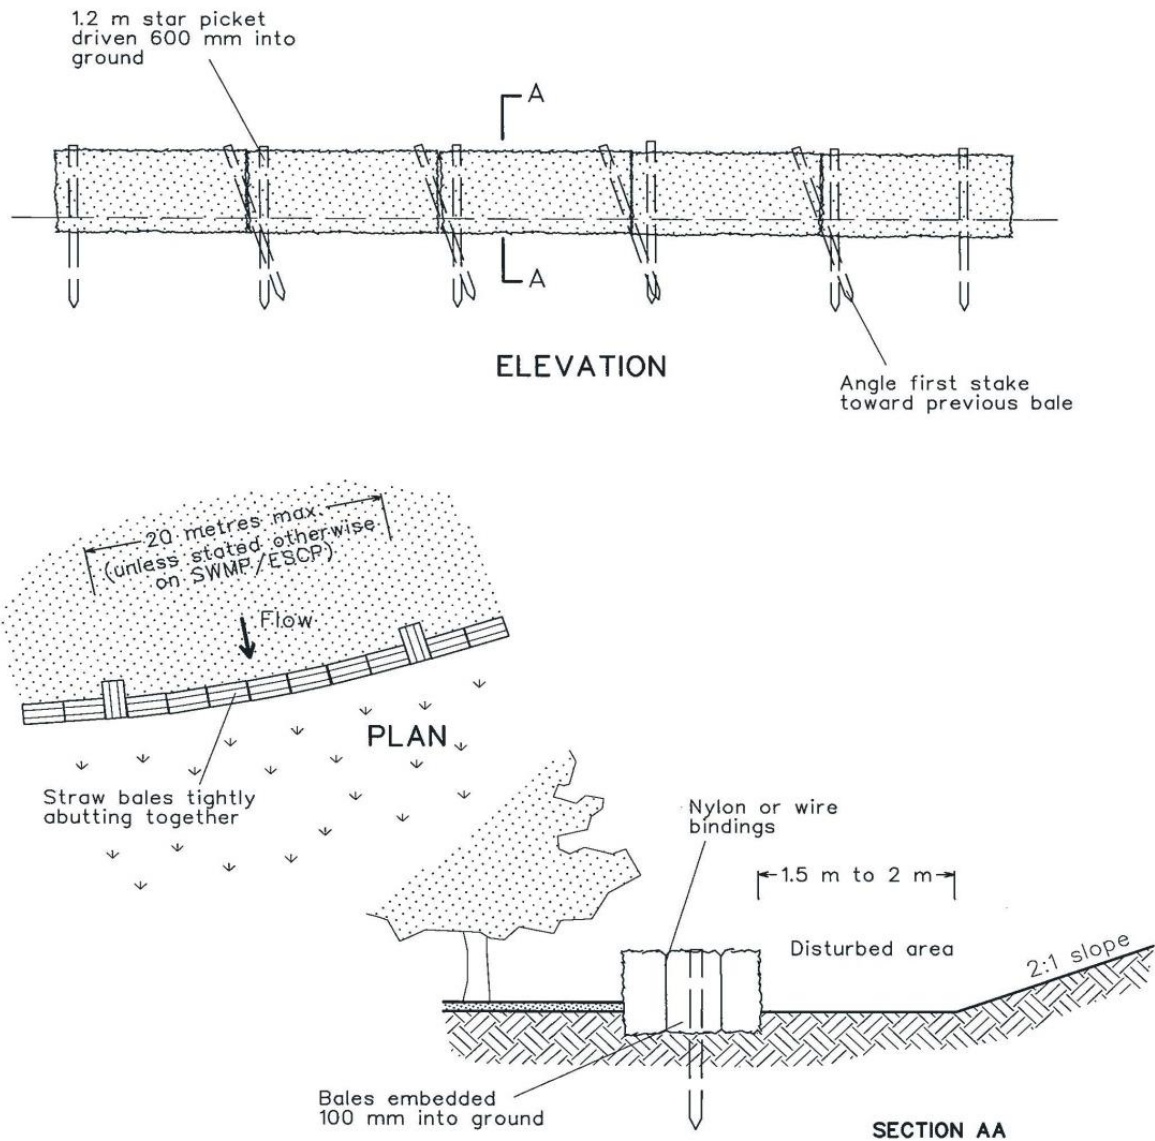 1.2 m star picket
driven 600 mm into
ground
A
A
ELEVATION
Angle first stake
toward previous bale
20 metres max.
(unless stated otherwise
on SWMP/ESCP)
Flow
PLAN
Straw bales tightly
abutting together
Nylon or wire
bindings
1.5 m to 2 m
Disturbed area
2:1 slope
Bales embedded
100 mm into ground
SECTION AA